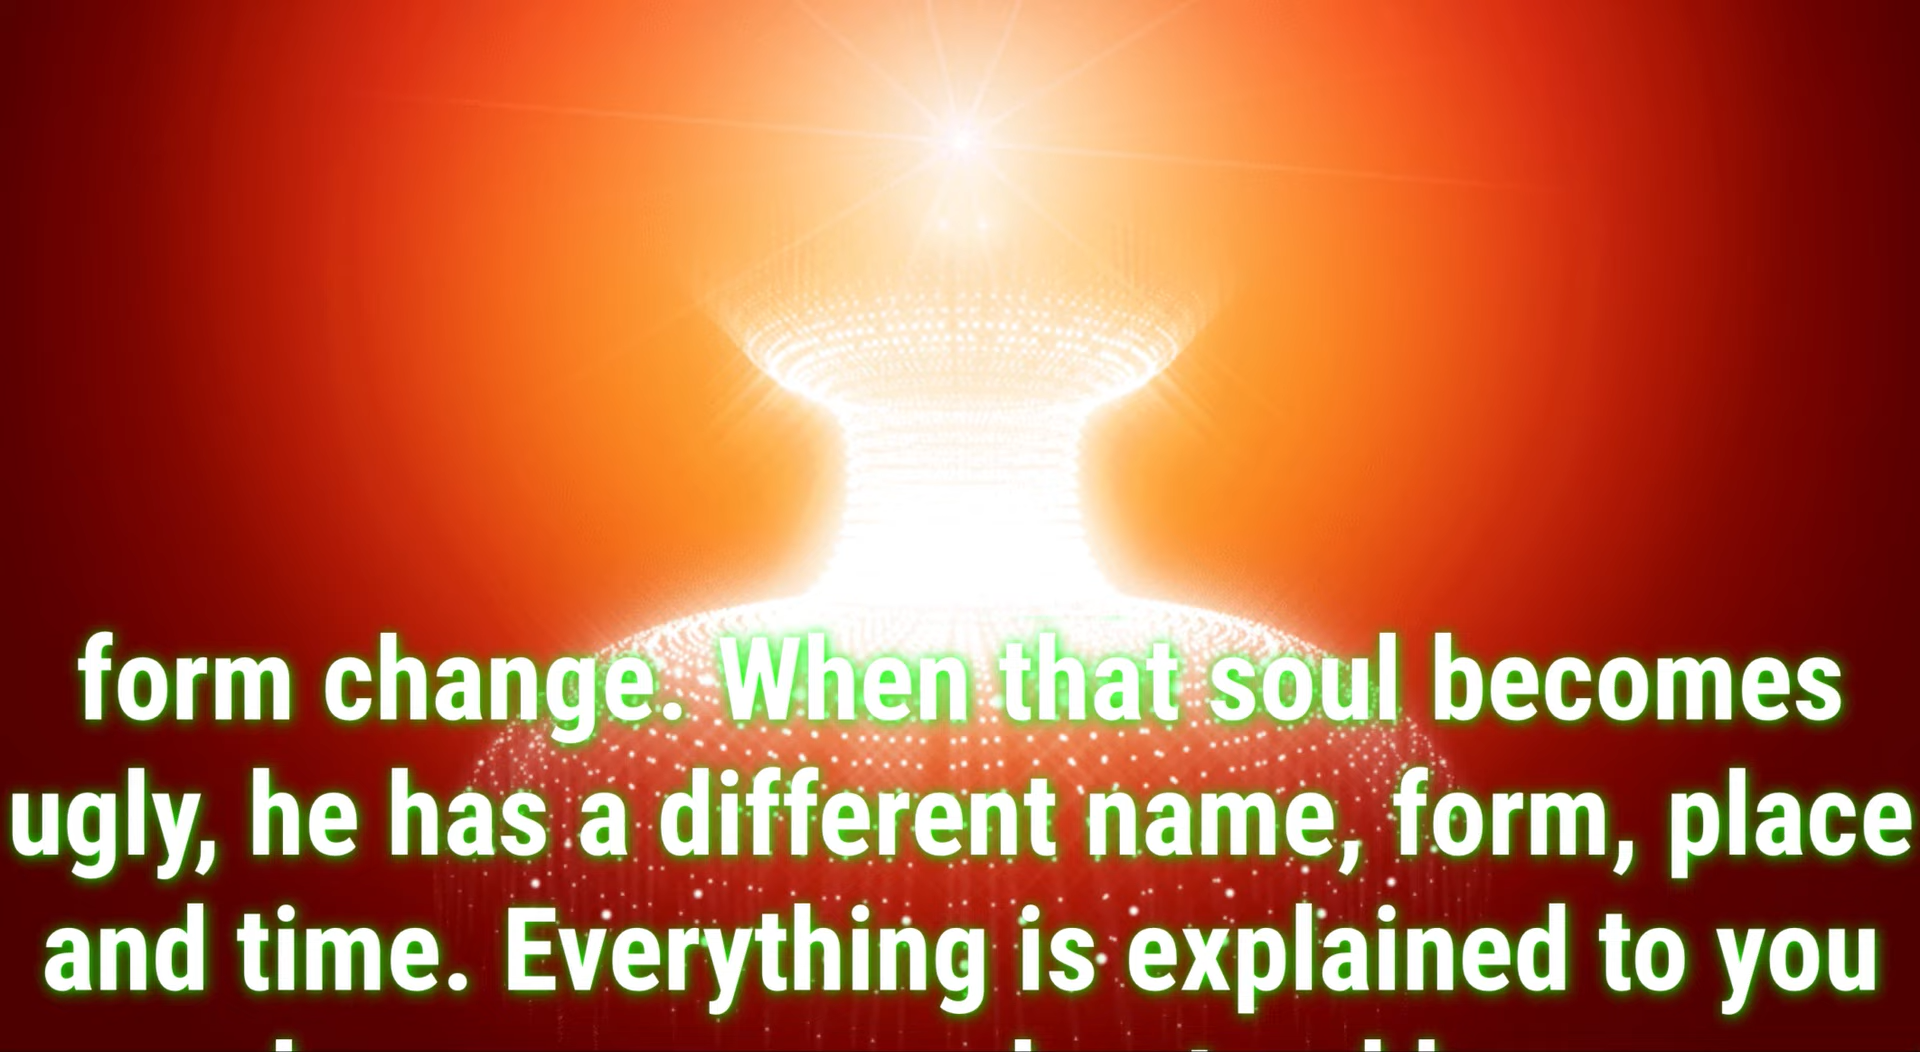 form change. When that soul becomes
ugly, he has a different name, form, place
and time. Everything is explained to you